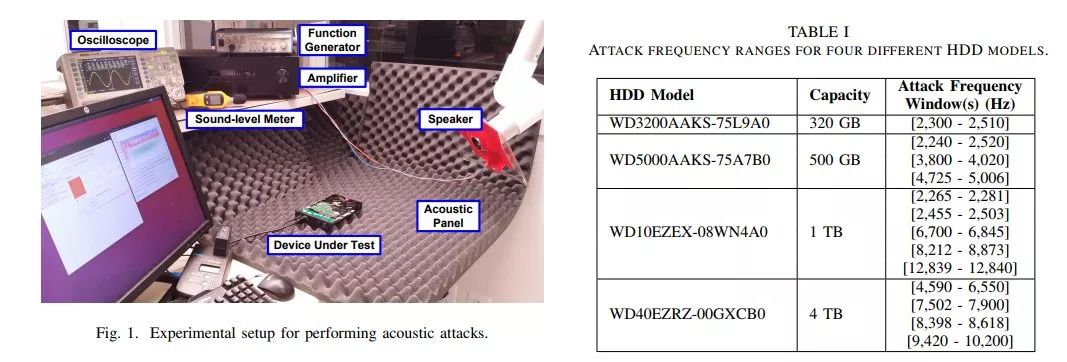 Oscilloscope
Function
Generator
Amplifier
Sound-level Meter
Speaker
Acoustic
Panel
Device Under Test
Fig. 1. Experimental setup for performing acoustic attacks.
TABLE I
ATTACK FREQUENCY RANGES FOR FOUR DIFFERENT HDD MODELS.
HDD Model Capacity Attack Frequency
Window(s) (Hz)
WD3200AAKS-75L9A0 320 GB [2,300 - 2,510]
WD5000AAKS-75A7B0 500 GB [2,240 - 2,520]
[3,800 - 4,020]
[4,725 - 5,006]
WD10EZEX-08WN4A0 1 TB [2,265 - 2,281]
[2,455 - 2,503]
[6,700 - 6,845]
[8,212 - 8,873]
[12,839 - 12,840]
WD40EZRZ-00GXCB0 4 TB [4,590 - 6,550]
[7,502 - 7,900]
[8,398 - 8,618]
[9,420 - 10,200]